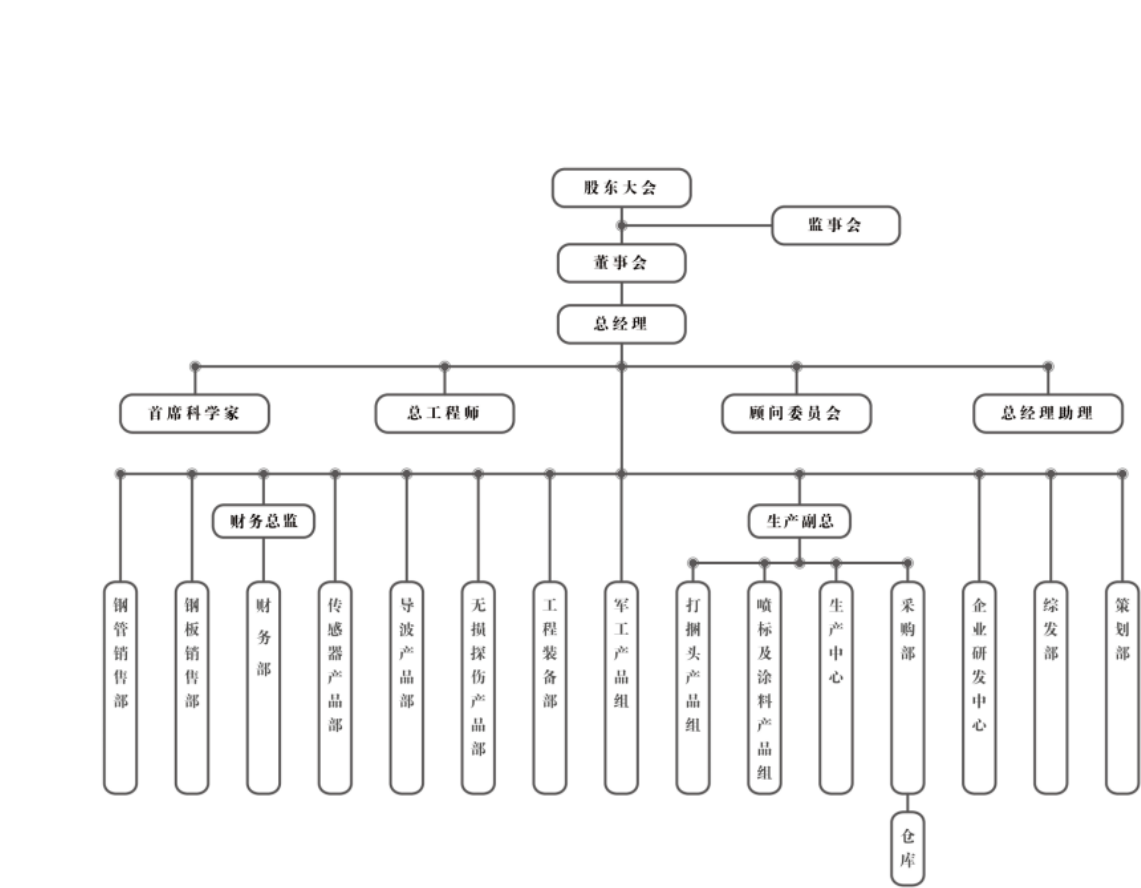 股东大会
监事会
董事会
总经理
首席科学家
总工程师
顾问委员会
总经理助理
财务总监
生产副总
钢管销售部
钢板销售部
财务部
传感器产品部
导波产品部
无损探伤产品部
工程装备部
军工产品组
打捆头产品组
喷标及涂料产品组
生产中心
采购部
企业研发中心
综发部
策划部
仓库